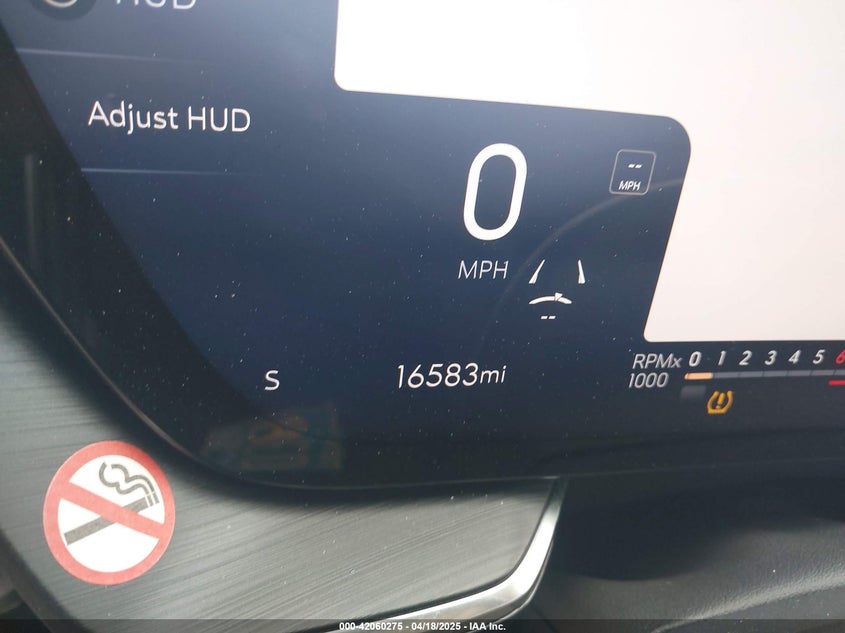 HUD
Adjust HUD
0
--
MPH
MPH
--
S
16583mi
RPMx 0 1 2 3 4 5 6
1000
000-42060275 - 04/18/2025 - IAA Inc.